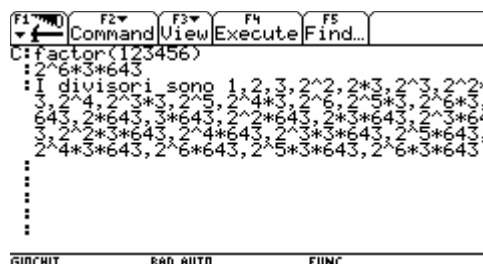 F1 F2 F3 F4 F5
Command View Execute Find...
C:factor(123456)
:2^6*3*643
:I divisori sono 1,2,3,2^2,2*3,2^3,2^2*
3,2^4,2^3*3,2^5,2^4*3,2^6,2^5*3,2^6*3,
643,2*643,3*643,2^2*643,2*3*643,2^3*64
3,2^2*3*643,2^4*643,2^3*3*643,2^5*643,
2^4*3*643,2^6*643,2^5*3*643,2^6*3*643
:
:
:
:
:
GIOCHIT RAD AUTO FUNC